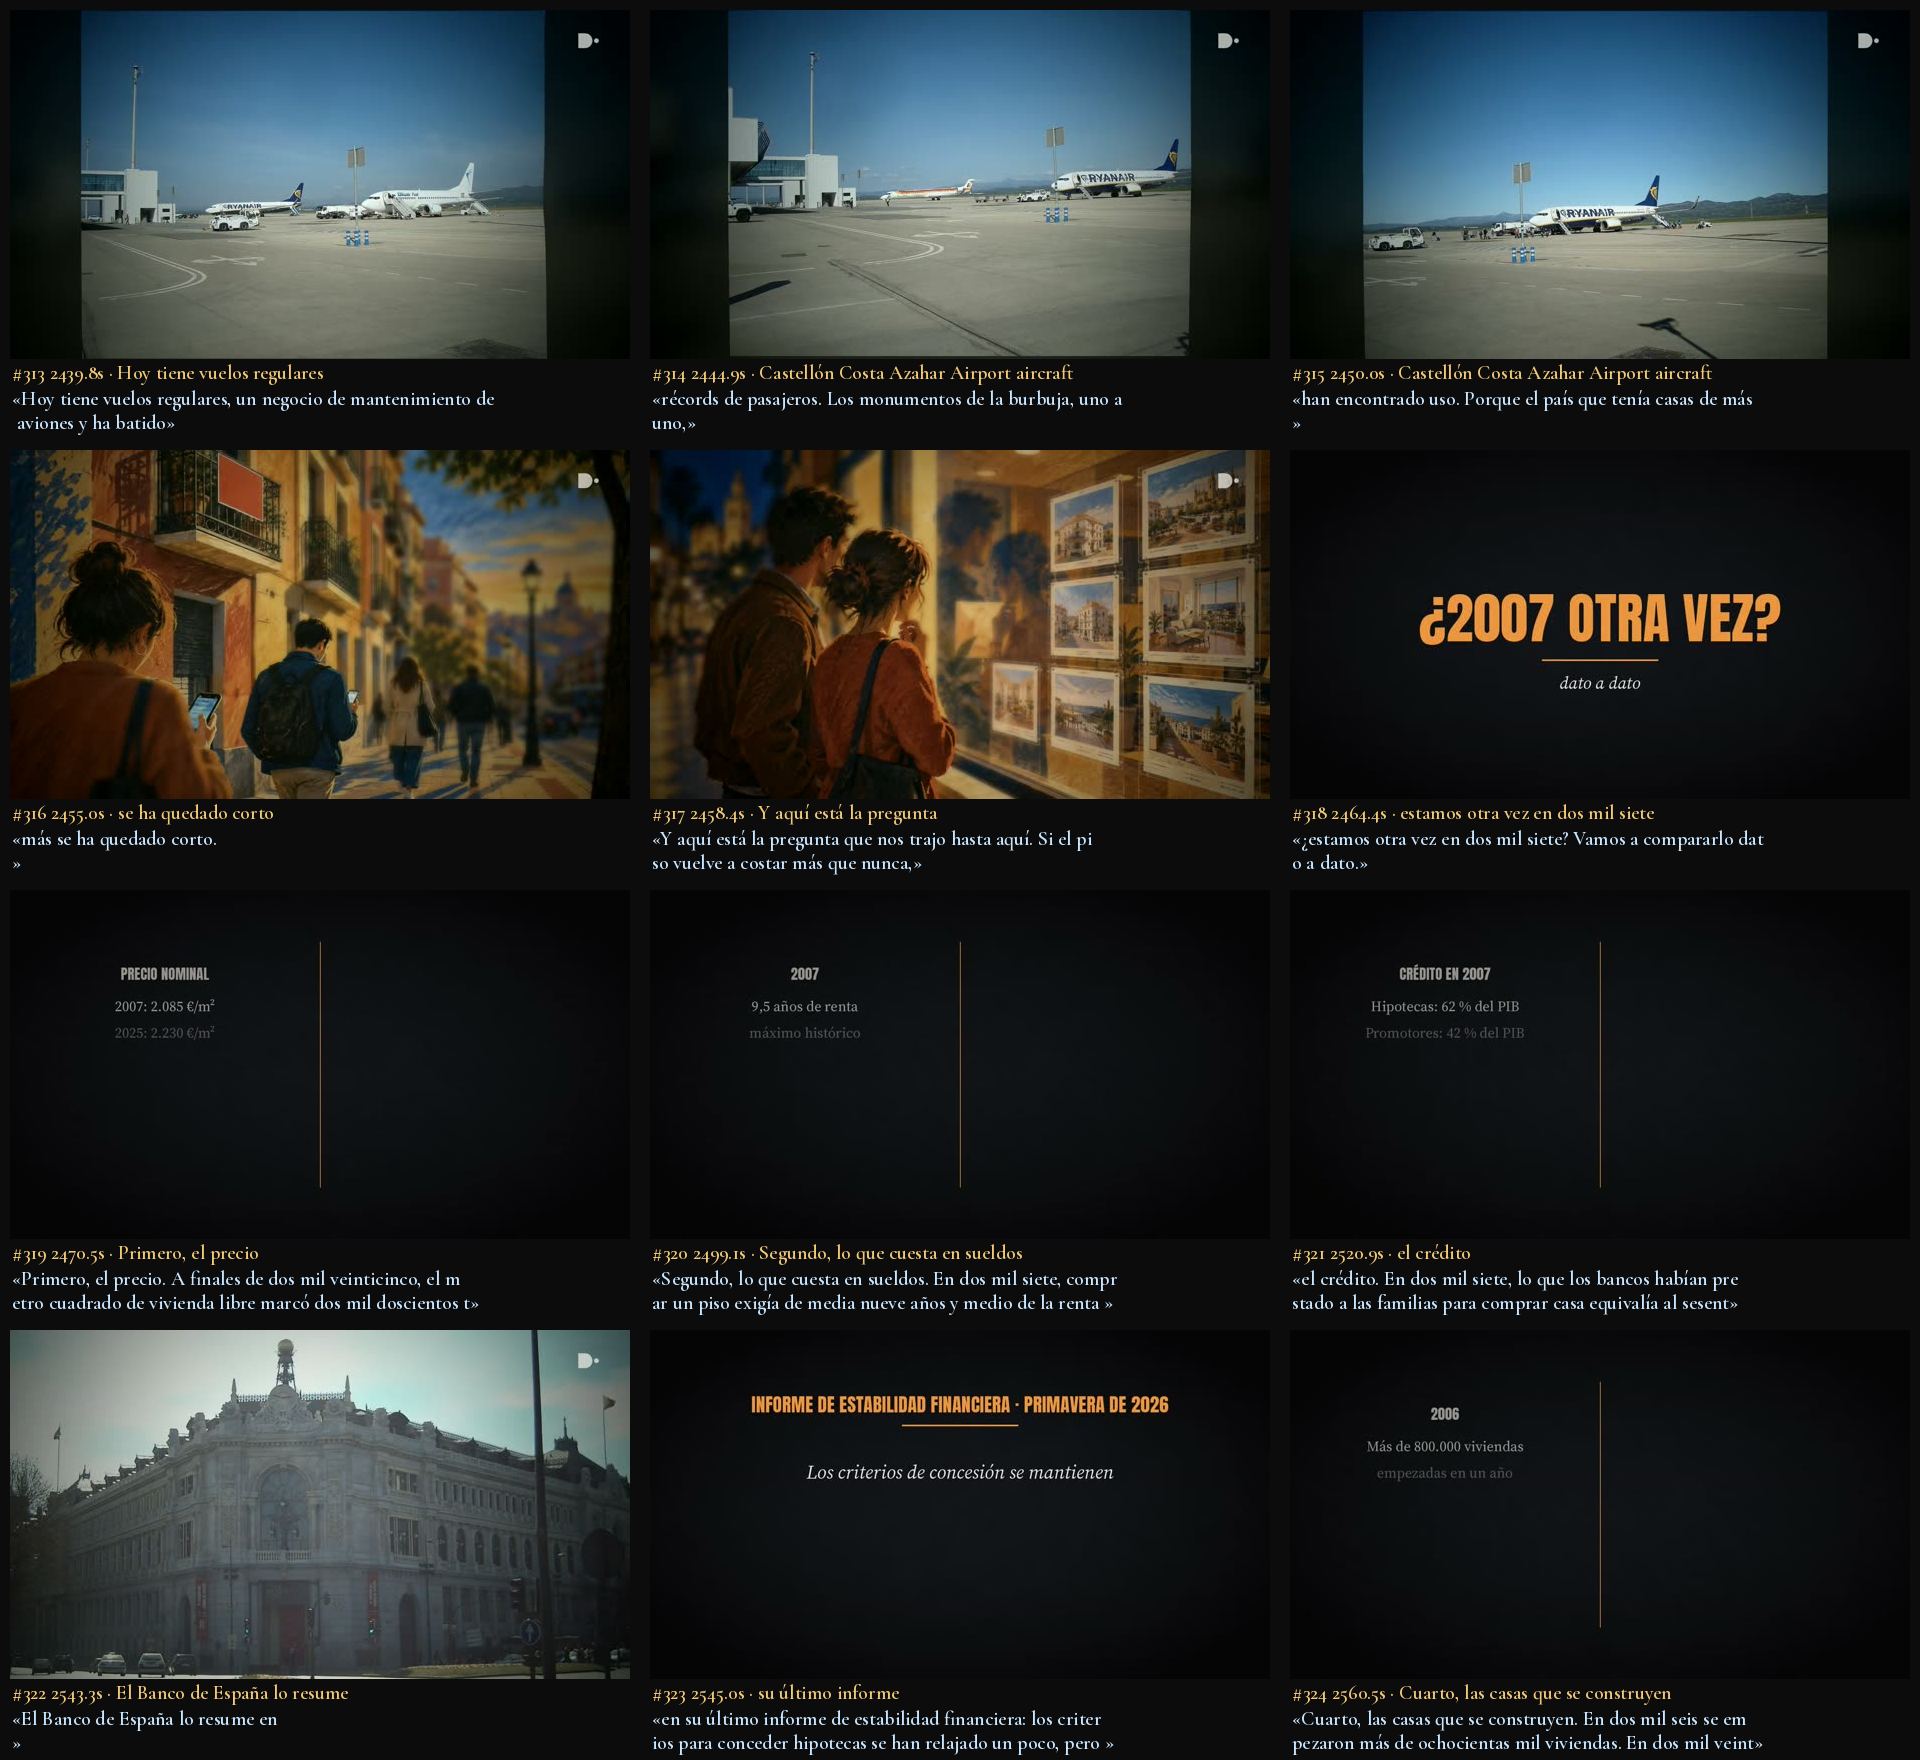 RYANAIR
#313 2439.8s · Hoy tiene vuelos regulares
«Hoy tiene vuelos regulares, un negocio de mantenimiento de
aviones y ha batido»
RYANAIR
#314 2444.9s · Castellón Costa Azahar Airport aircraft
«récords de pasajeros. Los monumentos de la burbuja, uno a
uno,»
RYANAIR
#315 2450.0s · Castellón Costa Azahar Airport aircraft
«han encontrado uso. Porque el país que tenía casas de más
»
#316 2455.0s · se ha quedado corto
«más se ha quedado corto.
»
#317 2458.4s · Y aquí está la pregunta
«Y aquí está la pregunta que nos trajo hasta aquí. Si el pi
so vuelve a costar más que nunca,»
¿2007 OTRA VEZ?
dato a dato
#318 2464.4s · estamos otra vez en dos mil siete
«¿estamos otra vez en dos mil siete? Vamos a compararlo dat
o a dato.»
PRECIO NOMINAL
2007: 2.085 €/m²
2025: 2.230 €/m²
#319 2470.5s · Primero, el precio
«Primero, el precio. A finales de dos mil veinticinco, el m
etro cuadrado de vivienda libre marcó dos mil doscientos t»
2007
9,5 años de renta
máximo histórico
#320 2499.1s · Segundo, lo que cuesta en sueldos
«Segundo, lo que cuesta en sueldos. En dos mil siete, compr
ar un piso exigía de media nueve años y medio de la renta »
CRÉDITO EN 2007
Hipotecas: 62 % del PIB
Promotores: 42 % del PIB
#321 2520.9s · el crédito
«el crédito. En dos mil siete, lo que los bancos habían pre
stado a las familias para comprar casa equivalía al sesent»
#322 2543.3s · El Banco de España lo resume
«El Banco de España lo resume en
»
INFORME DE ESTABILIDAD FINANCIERA · PRIMAVERA DE 2026
Los criterios de concesión se mantienen
#323 2545.0s · su último informe
«en su último informe de estabilidad financiera: los criter
ios para conceder hipotecas se han relajado un poco, pero »
2006
Más de 800.000 viviendas
empezadas en un año
#324 2560.5s · Cuarto, las casas que se construyen
«Cuarto, las casas que se construyen. En dos mil seis se em
pezaron más de ochocientas mil viviendas. En dos mil veint»